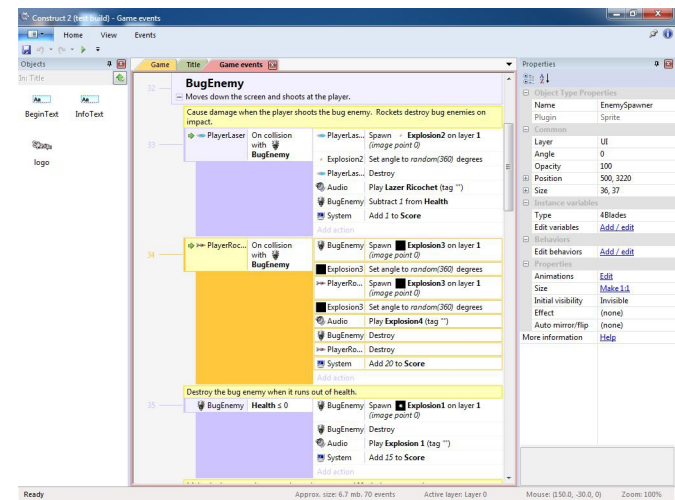 Construct 2 (test build) - Game events
Home View Events
Objects
In: Title
BeginText InfoText
logo
Game Title Game events
32 BugEnemy
Moves down the screen and shoots at the player.
Cause damage when the player shoots the bug enemy. Rockets destroy bug enemies on
impact.
33 PlayerLaser On collision with BugEnemy
PlayerLas... Spawn Explosion2 on layer 1
(image point 0)
Explosion2 Set angle to random(360) degrees
PlayerLas... Destroy
Audio Play Lazer Ricochet (tag "")
BugEnemy Subtract 1 from Health
System Add 1 to Score
Add action
34 PlayerRoc... On collision with BugEnemy
BugEnemy Spawn Explosion3 on layer 1
(image point 0)
Explosion3 Set angle to random(360) degrees
PlayerRo... Spawn Explosion3 on layer 1
(image point 0)
Explosion3 Set angle to random(360) degrees
Audio Play Explosion4 (tag "")
BugEnemy Destroy
PlayerRo... Destroy
System Add 20 to Score
Add action
Destroy the bug enemy when it runs out of health.
35 BugEnemy Health ≤ 0
BugEnemy Spawn Explosion1 on layer 1
(image point 0)
BugEnemy Destroy
Audio Play Explosion 1 (tag "")
System Add 15 to Score
Add action
Properties
Object Type Properties
Name EnemySpawner
Plugin Sprite
Common
Layer UI
Angle 0
Opacity 100
Position 500, 3220
Size 36, 37
Instance variables
Type 4Blades
Edit variables Add / edit
Behaviors
Edit behaviors Add / edit
Properties
Animations Edit
Size Make 1:1
Initial visibility Invisible
Effect (none)
Auto mirror/flip (none)
More information Help
Ready Approx. size: 6.7 mb. 70 events Active layer: Layer 0 Mouse: (150.0, -30.0, 0) Zoom: 100%